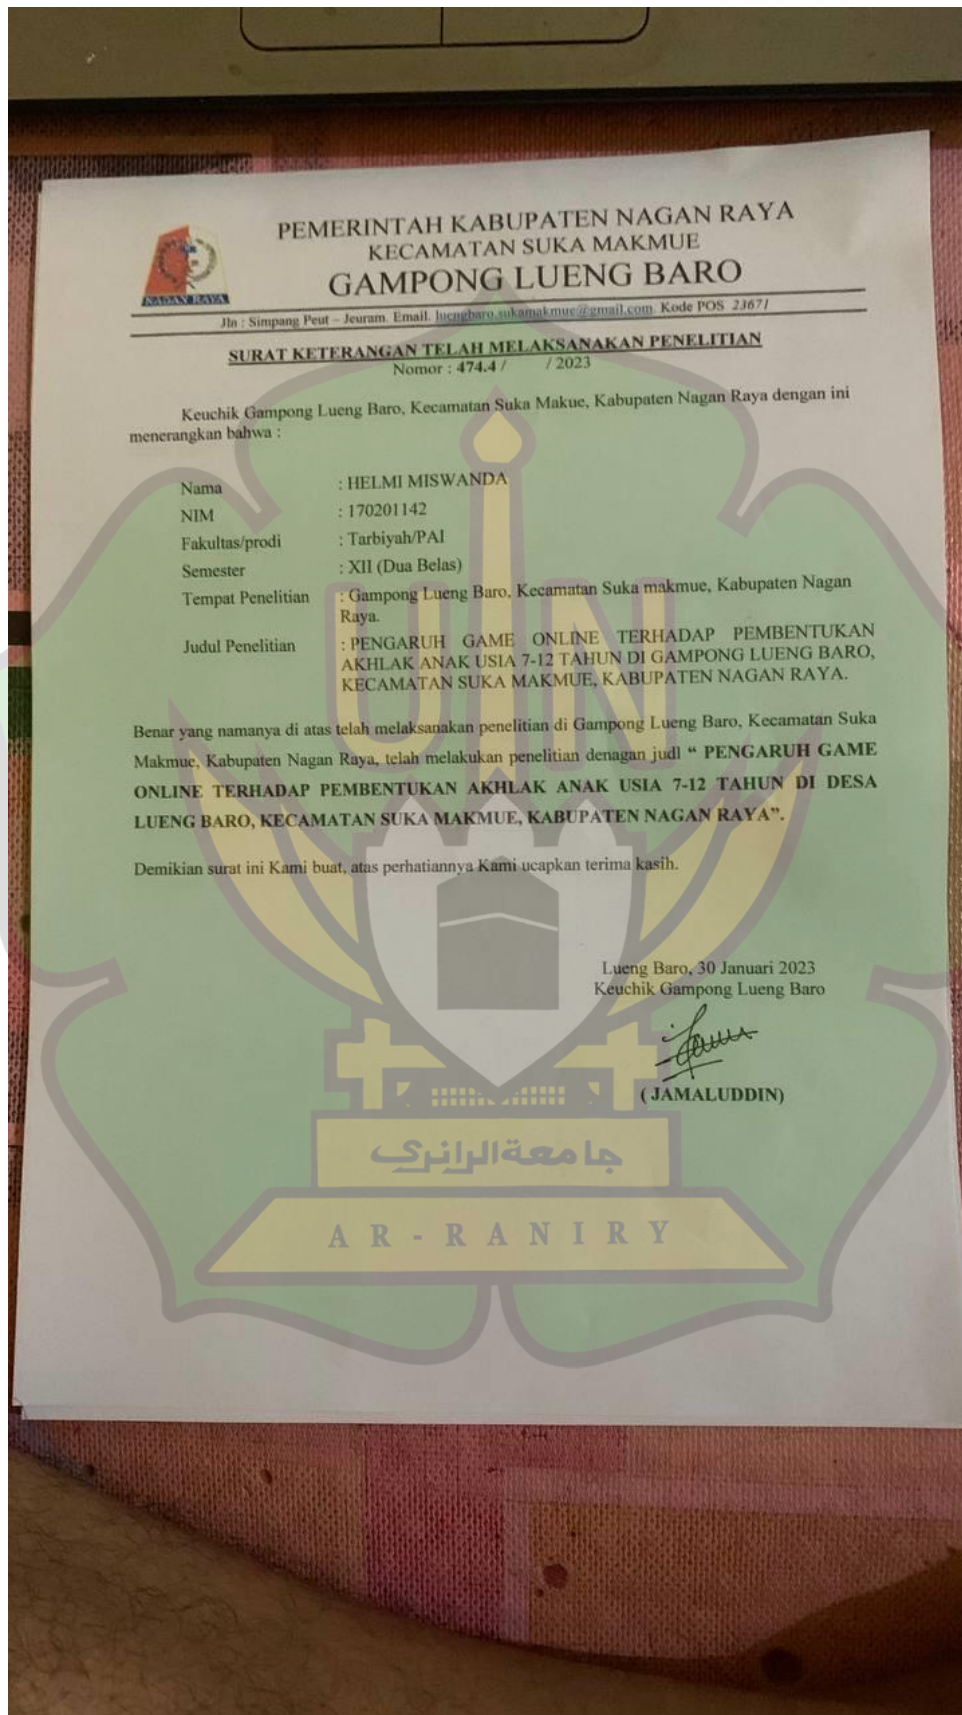 PEMERINTAH KABUPATEN NAGAN RAYA
KECAMATAN SUKA MAKMUE
GAMPONG LUENG BARO
NAGAN RAYA
Jln : Simpang Peut – Jeuram. Email. luengbaro.sukamakmue@gmail.com. Kode POS 23671
SURAT KETERANGAN TELAH MELAKSANAKAN PENELITIAN
Nomor : 474.4 / / 2023
Keuchik Gampong Lueng Baro, Kecamatan Suka Makue, Kabupaten Nagan Raya dengan ini
menerangkan bahwa :
Nama : HELMI MISWANDA
NIM : 170201142
Fakultas/prodi : Tarbiyah/PAI
Semester : XII (Dua Belas)
Tempat Penelitian : Gampong Lueng Baro, Kecamatan Suka makmue, Kabupaten Nagan
Raya.
Judul Penelitian : PENGARUH GAME ONLINE TERHADAP PEMBENTUKAN
AKHLAK ANAK USIA 7-12 TAHUN DI GAMPONG LUENG BARO,
KECAMATAN SUKA MAKMUE, KABUPATEN NAGAN RAYA.
Benar yang namanya di atas telah melaksanakan penelitian di Gampong Lueng Baro, Kecamatan Suka
Makmue, Kabupaten Nagan Raya, telah melakukan penelitian denagan judl “ PENGARUH GAME
ONLINE TERHADAP PEMBENTUKAN AKHLAK ANAK USIA 7-12 TAHUN DI DESA
LUENG BARO, KECAMATAN SUKA MAKMUE, KABUPATEN NAGAN RAYA”.
Demikian surat ini Kami buat, atas perhatiannya Kami ucapkan terima kasih.
Lueng Baro, 30 Januari 2023
Keuchik Gampong Lueng Baro
( JAMALUDDIN)
UIN
جامعة الرانري
AR-RANIRY